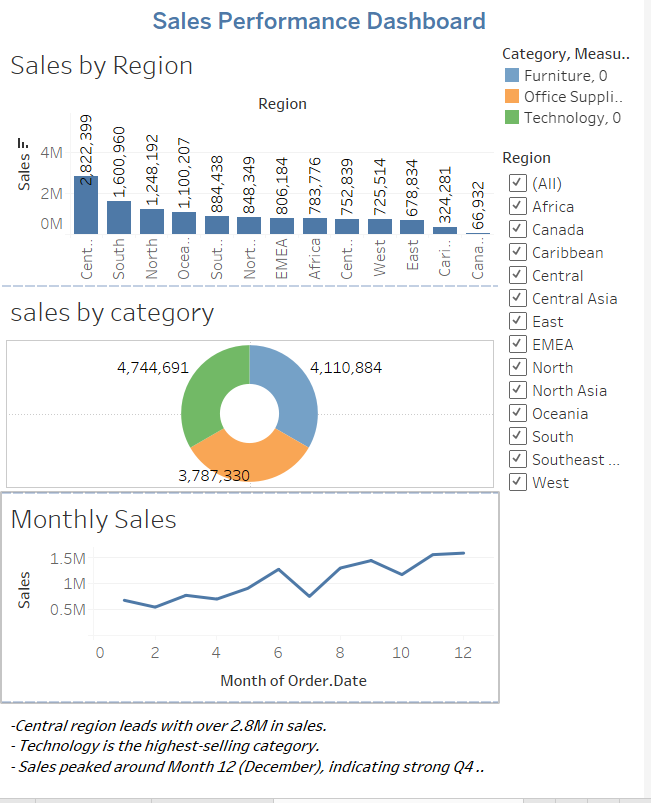 Sales Performance Dashboard
Sales by Region
Region
Sales
4M
2M
0M
2,822,399
1,600,960
1,248,192
1,100,207
884,438
848,349
806,184
783,776
752,839
725,514
678,834
324,281
66,932
Cent..
South
North
Ocea..
Sout..
Nort..
EMEA
Africa
Cent..
West
East
Cari..
Cana..
sales by category
4,744,691
4,110,884
3,787,330
Monthly Sales
Sales
1.5M
1M
0.5M
0 2 4 6 8 10 12
Month of Order.Date
-Central region leads with over 2.8M in sales.
- Technology is the highest-selling category.
- Sales peaked around Month 12 (December), indicating strong Q4 ..
Category, Measu..
Furniture, 0
Office Suppli..
Technology, 0
Region
(All)
Africa
Canada
Caribbean
Central
Central Asia
East
EMEA
North
North Asia
Oceania
South
Southeast ...
West